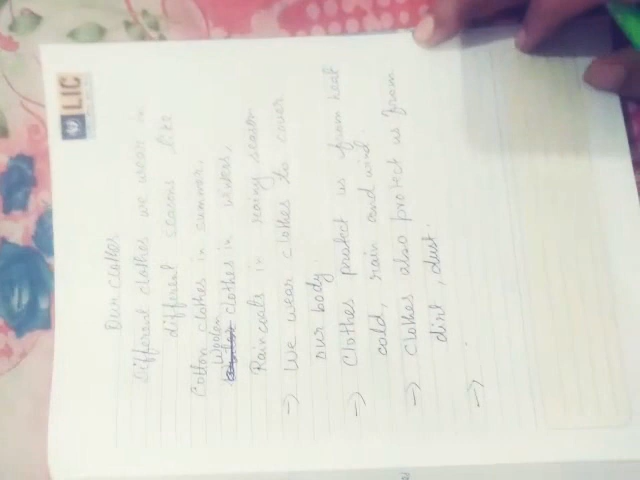 LIC
Our clothes
Different clothes we wear in
different seasons like
Cotton clothes in summer.
Woolen
clothes in winters.
Raincoats in rainy season
→ We wear clothes to cover
our body.
→ Clothes protect us from heat
cold, rain and wind.
→ Clothes also protect us from
dirt, dust.
→ .